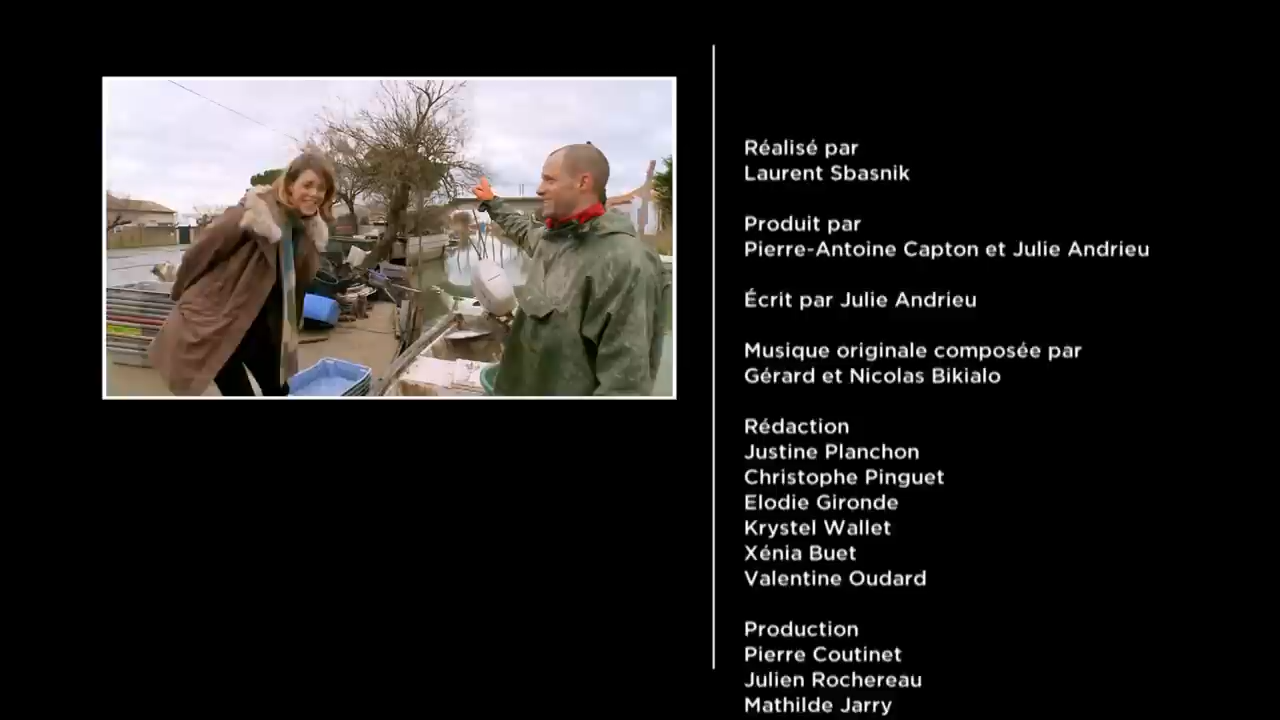 Réalisé par
Laurent Sbasnik
Produit par
Pierre-Antoine Capton et Julie Andrieu
Écrit par Julie Andrieu
Musique originale composée par
Gérard et Nicolas Bikialo
Rédaction
Justine Planchon
Christophe Pinguet
Elodie Gironde
Krystel Wallet
Xénia Buet
Valentine Oudard
Production
Pierre Coutinet
Julien Rochereau
Mathilde Jarry